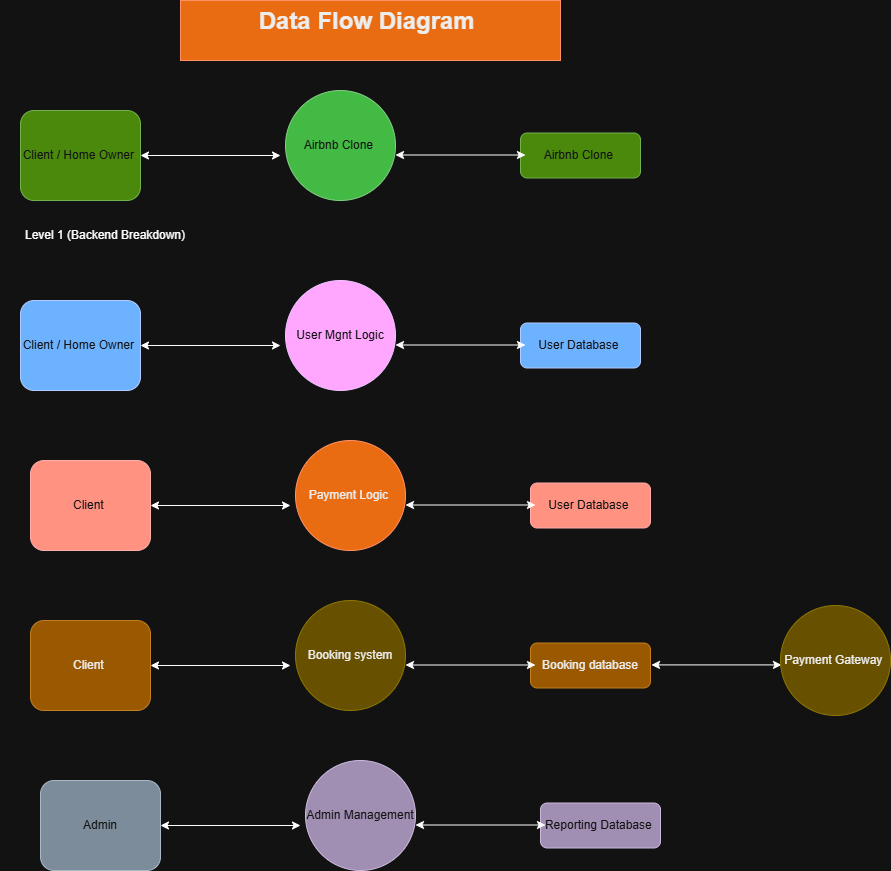 Data Flow Diagram
Client / Home Owner
Airbnb Clone
Airbnb Clone
Level 1 (Backend Breakdown)
Client / Home Owner
User Mgnt Logic
User Database
Client
Payment Logic
User Database
Client
Booking system
Booking database
Payment Gateway
Admin
Admin Management
Reporting Database